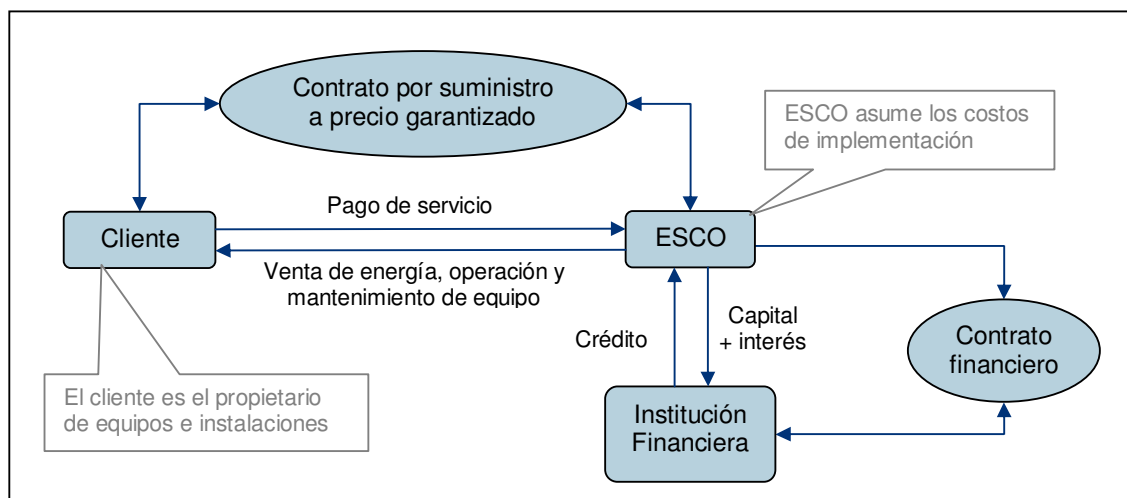 Contrato por suministro
a precio garantizado
ESCO asume los costos
de implementación
Pago de servicio
Cliente
ESCO
Venta de energía, operación y
mantenimiento de equipo
Crédito
Capital
+ interés
Contrato
financiero
El cliente es el propietario
de equipos e instalaciones
Institución
Financiera